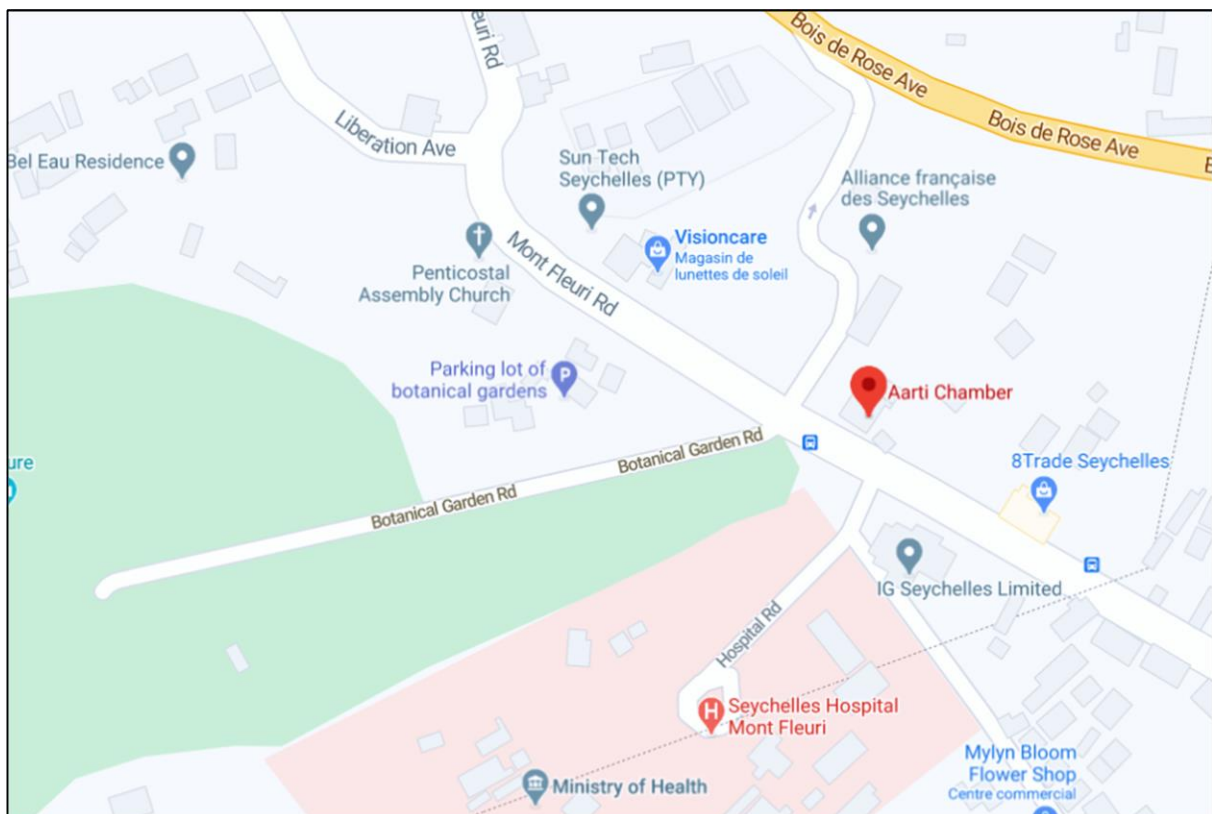 Bois de Rose Ave
Bois de Rose Ave
Liberation Ave
Bel Eau Residence
Sun Tech
Seychelles (PTY)
Alliance française
des Seychelles
Visioncare
Magasin de
lunettes de soleil
Penticostal
Assembly Church
Mont Fleuri Rd
Parking lot of
botanical gardens
Aarti Chamber
Botanical Garden Rd
Botanical Garden Rd
8Trade Seychelles
IG Seychelles Limited
Hospital Rd
H
Seychelles Hospital
Mont Fleuri
P
Mylyn Bloom
Flower Shop
Centre commercial
Ministry of Health